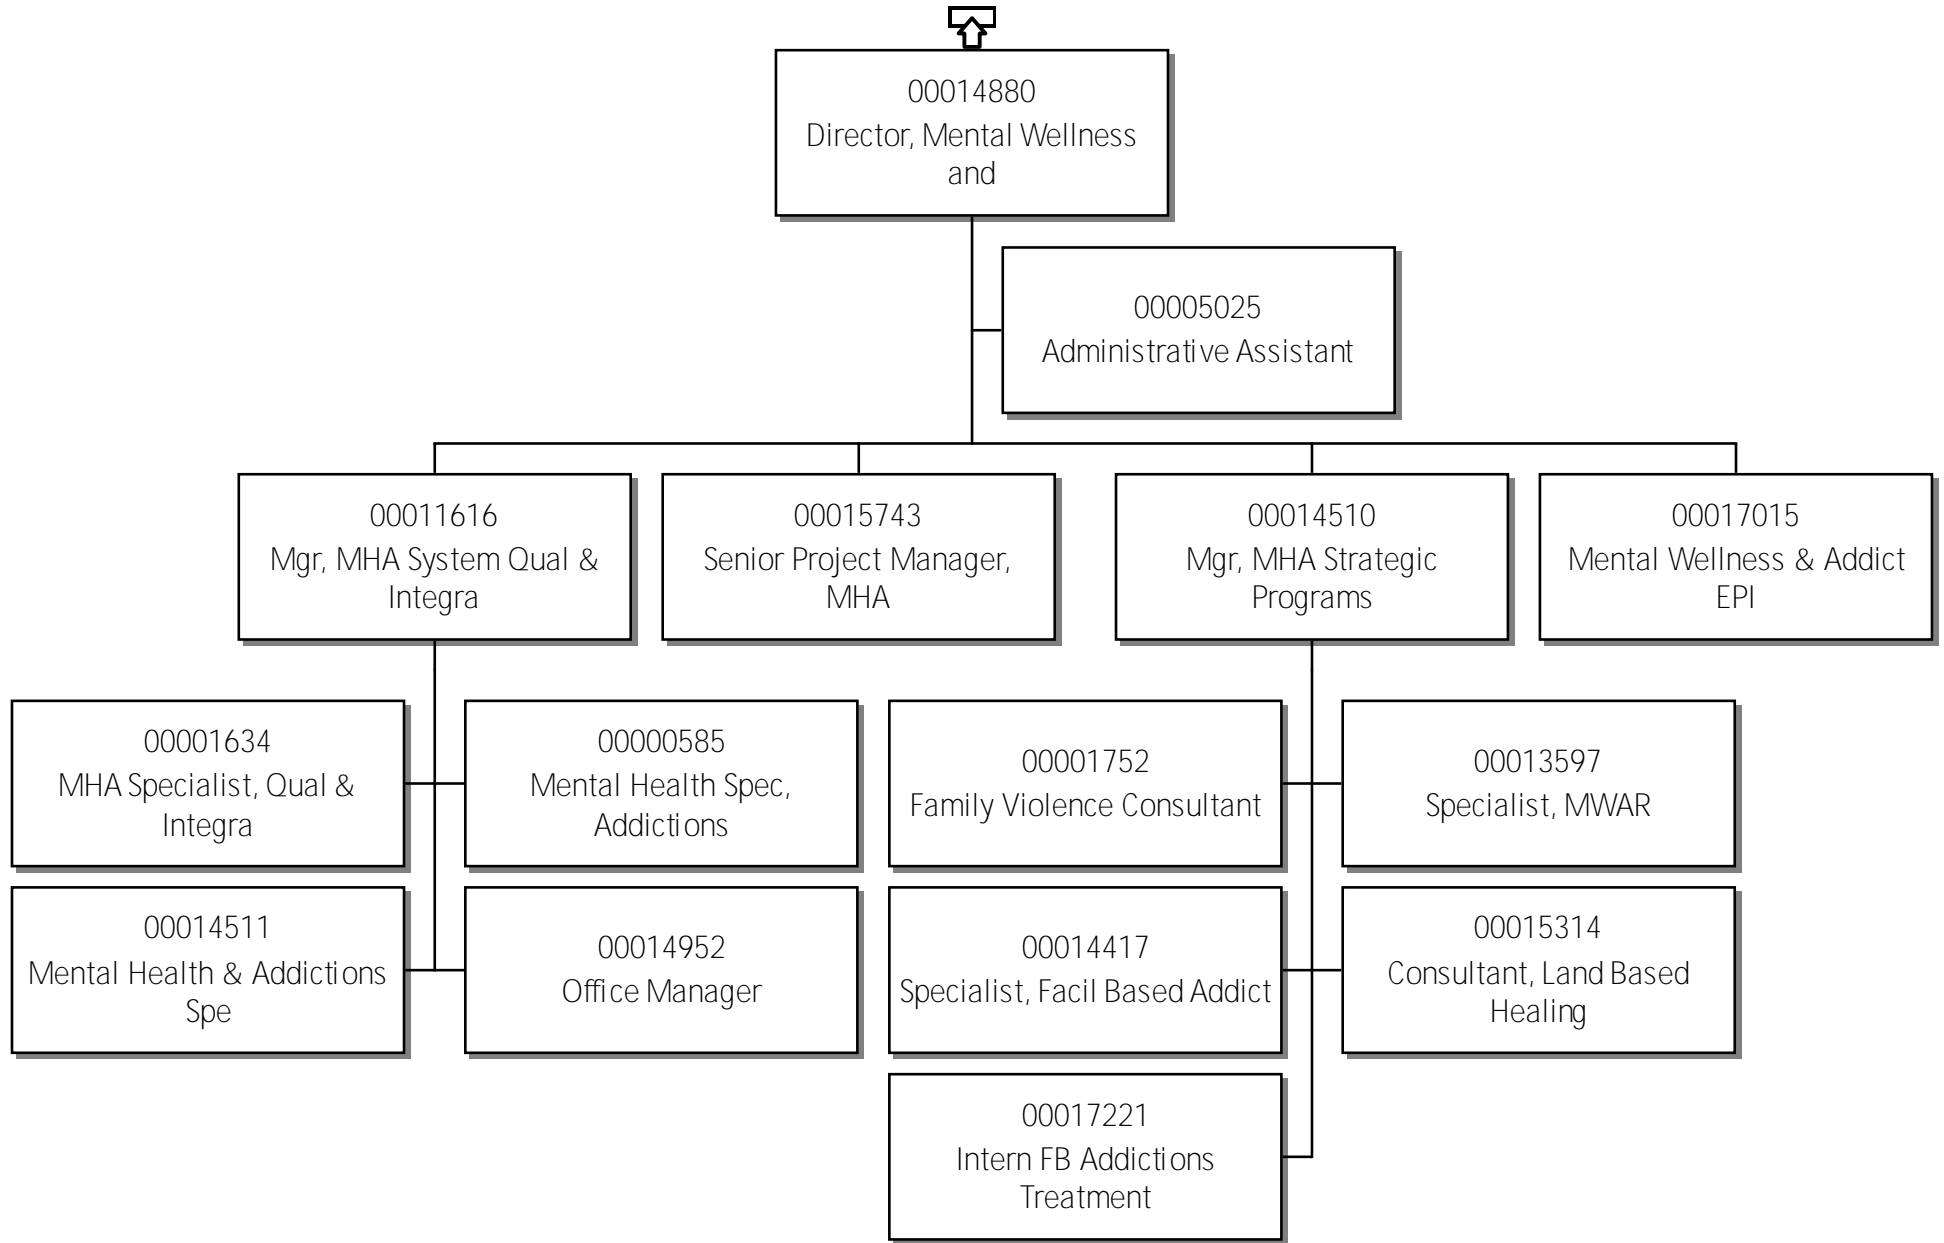 00014880
Director, Mental Wellness
and
00005025
Administrative Assistant
00011616
Mgr, MHA System Qual &
Integra
00015743
Senior Project Manager,
MHA
00014510
Mgr, MHA Strategic
Programs
00017015
Mental Wellness & Addict
EPI
00001634
MHA Specialist, Qual &
Integra
00000585
Mental Health Spec,
Addictions
00001752
Family Violence Consultant
00013597
Specialist, MWAR
00014511
Mental Health & Addictions
Spe
00014952
Office Manager
00014417
Specialist, Facil Based Addict
00015314
Consultant, Land Based
Healing
00017221
Intern FB Addictions
Treatment